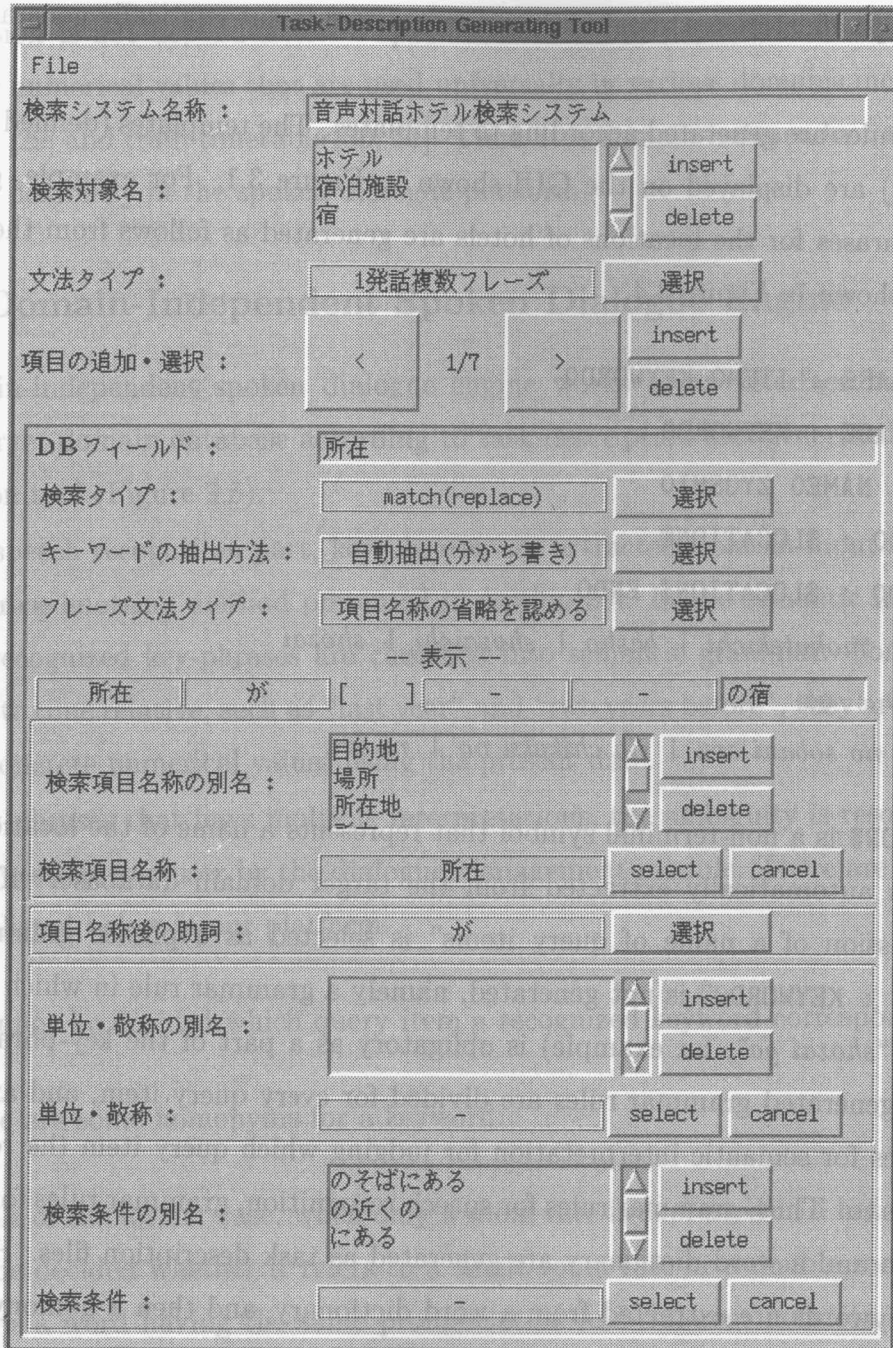 Task-Description Generating Tool
File
検索システム名称 : 音声対話ホテル検索システム
検索対象名 : ホテル 宿泊施設 宿 insert delete
文法タイプ : 1発話複数フレーズ 選択
項目の追加・選択 : < 1/7 > insert delete
DBフィールド : 所在
検索タイプ : match(replace) 選択
キーワードの抽出方法 : 自動抽出(分かち書き) 選択
フレーズ文法タイプ : 項目名称の省略を認める 選択
-- 表示 --
所在 が [ ] - - の宿
検索項目名称の別名 : 目的地 場所 所在地 insert delete
検索項目名称 : 所在 select cancel
項目名称後の助詞 : が 選択
単位・敬称の別名 : insert delete
単位・敬称 : - select cancel
検索条件の別名 : のそばにある の近くの にある insert delete
検索条件 : - select cancel